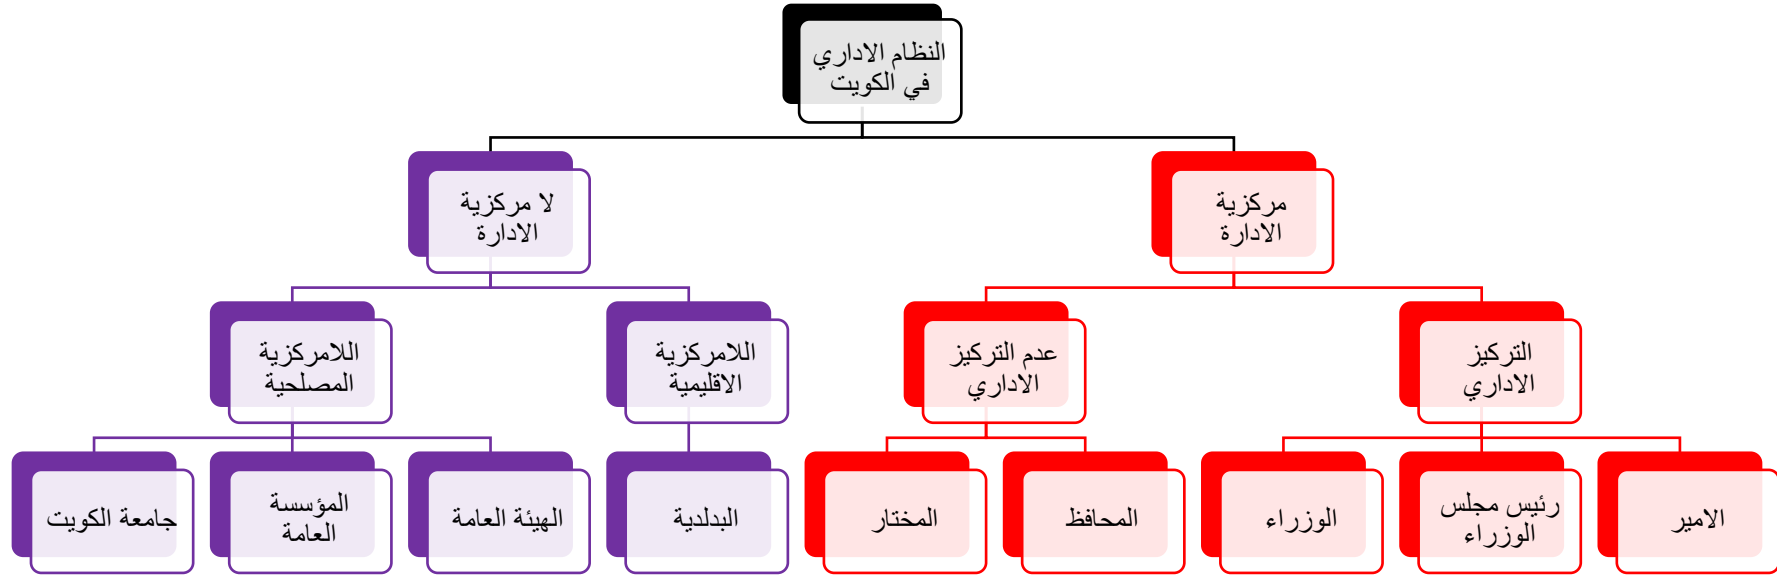 النظام الاداري
في الكويت
مركزية
الادارة
لا مركزية
الادارة
التركيز
الاداري
عدم التركيز
الاداري
اللامركزية
الاقليمية
اللامركزية
المصلحية
الامير
رئيس مجلس
الوزراء
الوزراء
المحافظ
المختار
البدلدية
الهيئة العامة
المؤسسة
العامة
جامعة الكويت